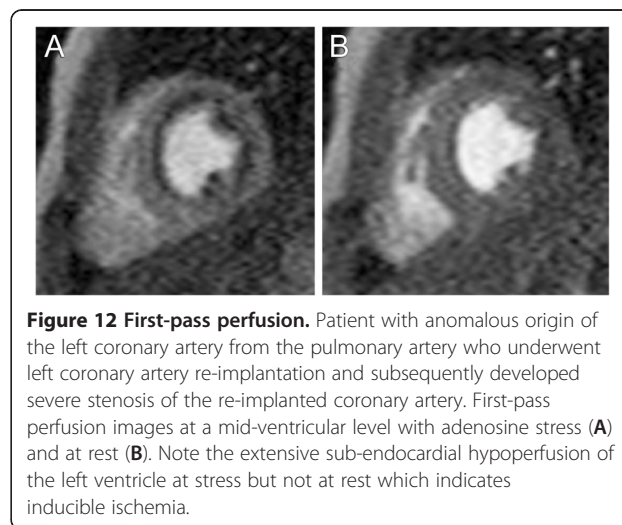 A B
Figure 12 First-pass perfusion. Patient with anomalous origin of
the left coronary artery from the pulmonary artery who underwent
left coronary artery re-implantation and subsequently developed
severe stenosis of the re-implanted coronary artery. First-pass
perfusion images at a mid-ventricular level with adenosine stress (A)
and at rest (B). Note the extensive sub-endocardial hypoperfusion of
the left ventricle at stress but not at rest which indicates
inducible ischemia.